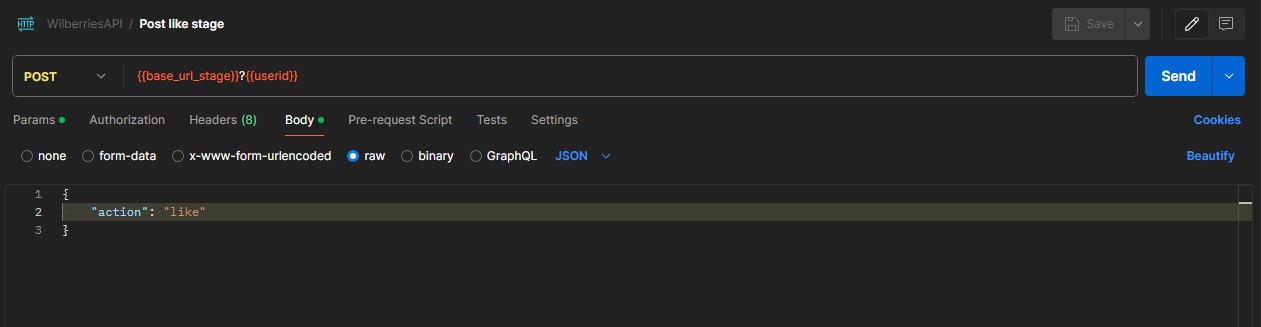 HTTP WilberriesAPI / Post like stage Save
POST {{base_url_stage}}?{{userid}} Send
Params Authorization Headers (8) Body Pre-request Script Tests Settings Cookies
none form-data x-www-form-urlencoded raw binary GraphQL JSON Beautify
1 {
2 "action": "like"
3 }